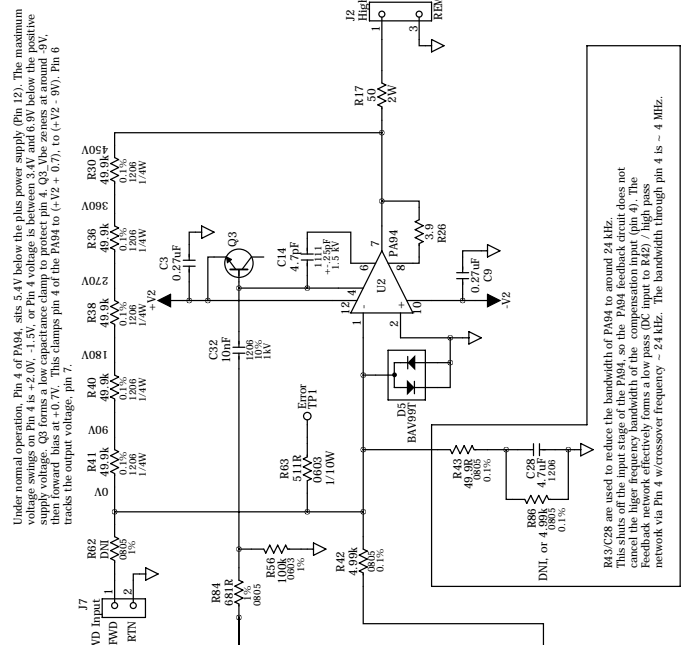 Under normal operation, Pin 4 of PA94, sits 5.4V below the plus power supply (Pin 12). The maximum
voltage swings on Pin 4 is +2.0V, -1.5V, or Pin 4 voltage is between 3.4V and 6.9V below the positive
supply voltage. Q3 forms a low capacitance clamp to protect pin 4. Q3_Vbe zeners at around -9V,
then forward bias at +0.7V. This clamps pin 4 of the PA94 to (+V2 + 0.7), to (+V2 - 9V). Pin 6
tracks the output voltage, pin 7.
J7
VD Input
FWD
RTN
1
2
R62
DNI
0805
1%
0V
R41
49.9k
0.1%
1206
1/4W
90V
R40
49.9k
0.1%
1206
1/4W
180V
R38
49.9k
0.1%
1206
1/4W
270V
R36
49.9k
0.1%
1206
1/4W
360V
R30
49.9k
0.1%
1206
1/4W
450V
+V2
C3
0.27uF
Q3
C32
10nF
1206
10%
1kV
C14
4.7pF
1111
+-.25pF
1.5 kV
R84
681R
1%
0805
R56
100k
0603
1%
R63
511R
0603
1/10W
Error
TP1
R42
4.99k
0805
0.1%
D5
BAV99T
U2
PA94
12
4
6
1
-
2
+
10
8
7
R26
3.9
C9
0.27uF
-V2
R17
50
2W
J2
High
1
3
REW
R43
49.9R
0805
0.1%
C28
4.7uF
1206
R86
DNI, or 4.99k
0805
0.1%
R43/C28 are used to reduce the bandwidth of PA94 to around 24 kHz.
This shuts off the input stage of the PA94, so the PA94 feedback circuit does not
cancel the higer frequency bandwidth of the compensation input (pin 4). The
Feedback network effectively forms a low pass (DC input to R42) / high pass
network via Pin 4 w/crossover frequency ~ 24 kHz. The bandwidth through pin 4 is ~ 4 MHz.